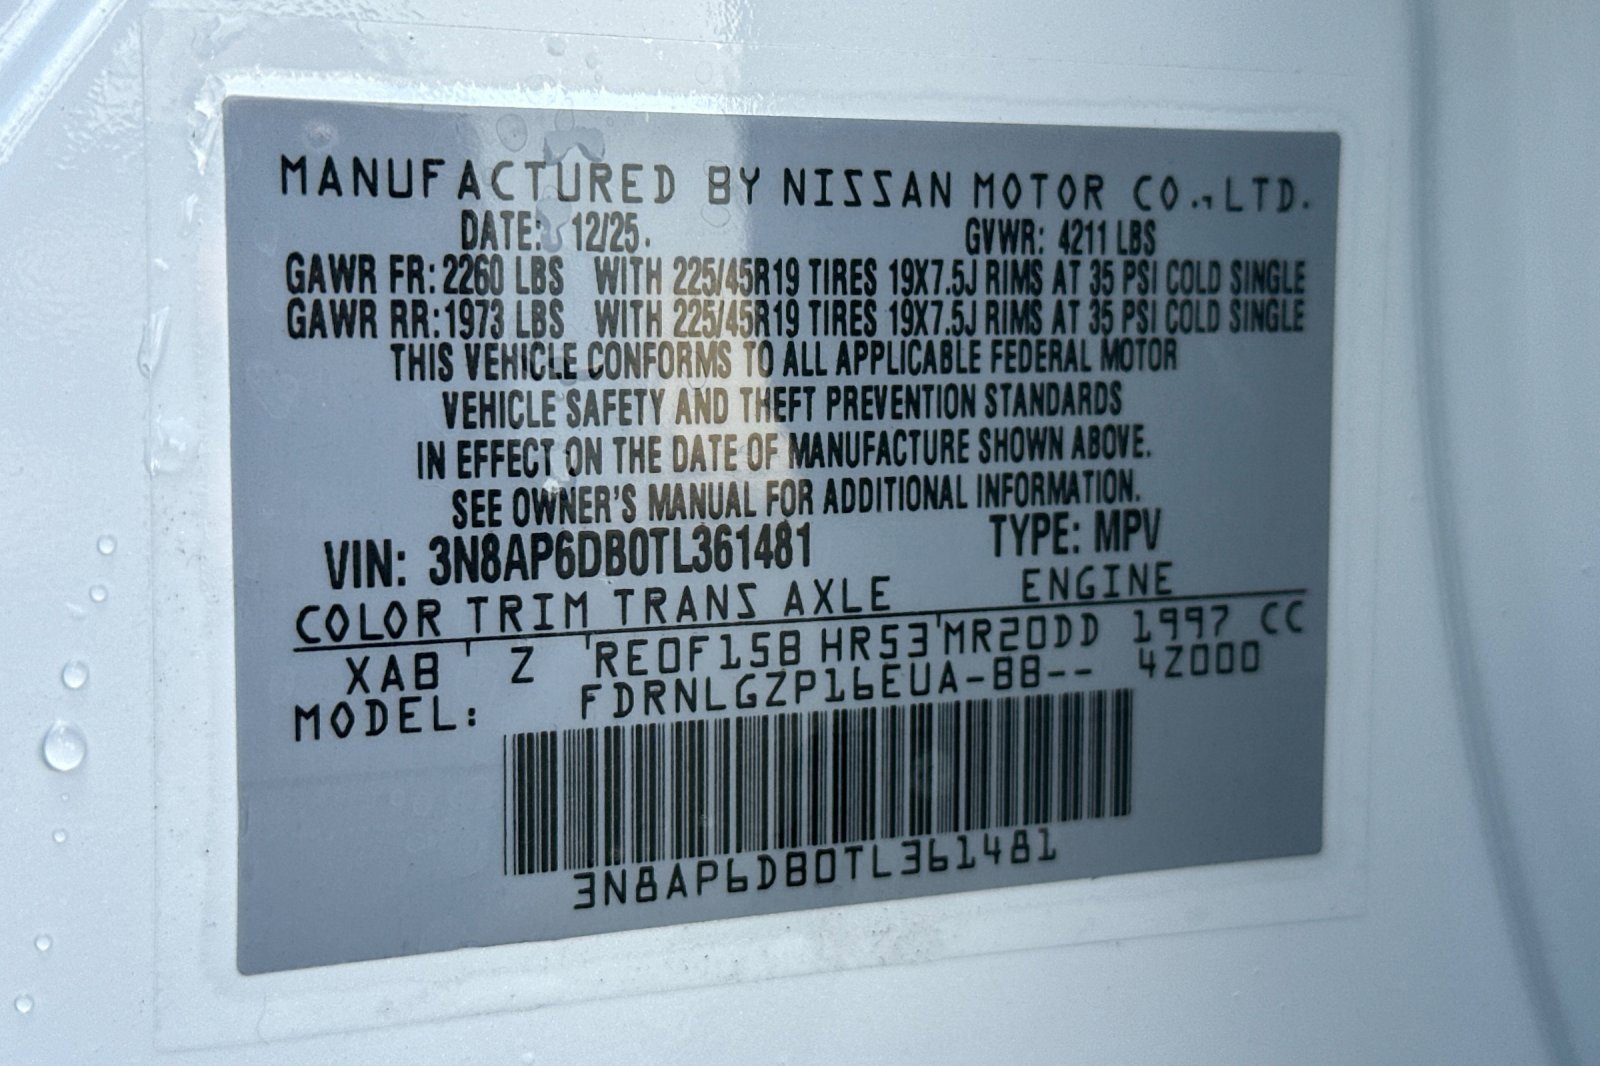 MANUFACTURED BY NISSAN MOTOR CO., LTD.
DATE: 12/25. GVWR: 4211 LBS
GAWR FR: 2260 LBS WITH 225/45R19 TIRES 19X7.5J RIMS AT 35 PSI COLD SINGLE
GAWR RR: 1973 LBS WITH 225/45R19 TIRES 19X7.5J RIMS AT 35 PSI COLD SINGLE
THIS VEHICLE CONFORMS TO ALL APPLICABLE FEDERAL MOTOR
VEHICLE SAFETY AND THEFT PREVENTION STANDARDS
IN EFFECT ON THE DATE OF MANUFACTURE SHOWN ABOVE.
SEE OWNER'S MANUAL FOR ADDITIONAL INFORMATION.
VIN: 3N8AP6DB0TL361481 TYPE: MPV
COLOR TRIM TRANS AXLE ENGINE
XAB ' Z 'RE0F15B HR53'MR20DD 1997 CC
MODEL: FDRNLGZP16EUA-BB-- 4Z000
3N8AP6DB0TL361481